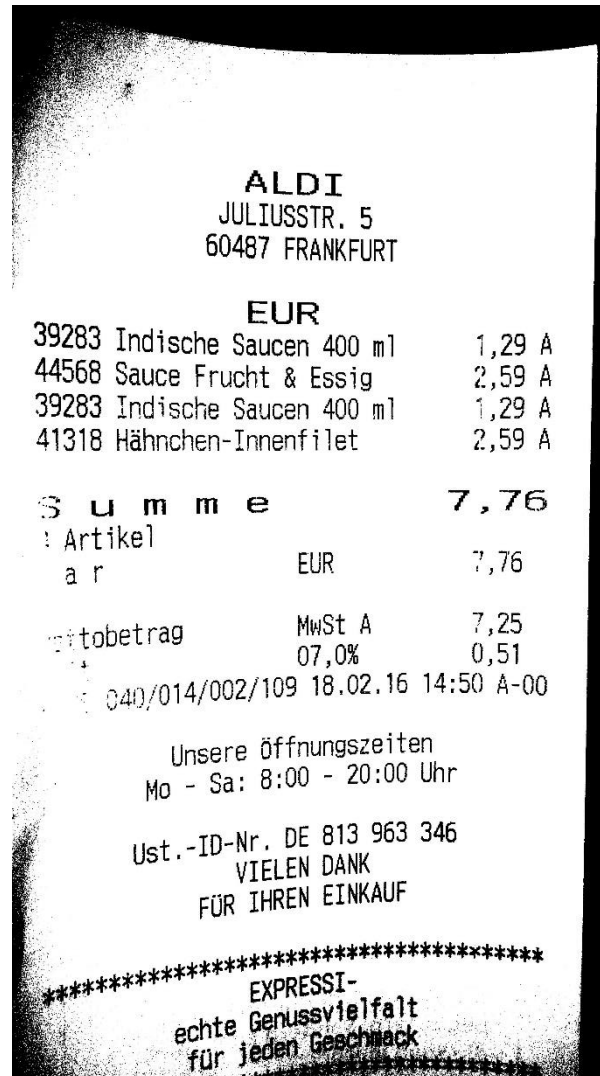 ALDI
JULIUSSTR. 5
60487 FRANKFURT
EUR
39283 Indische Saucen 400 ml 1,29 A
44568 Sauce Frucht & Essig 2,59 A
39283 Indische Saucen 400 ml 1,29 A
41318 Hähnchen-Innenfilet 2,59 A
Summe 7,76
Artikel
a r EUR 7,76
MwSt A 7,25
07,0% 0,51
040/014/002/109 18.02.16 14:50 A-00
Unsere Öffnungszeiten
Mo - Sa: 8:00 - 20:00 Uhr
Ust.-ID-Nr. DE 813 963 346
VIELEN DANK
FÜR IHREN EINKAUF
****************************************
EXPRESSI-
echte Genussvielfalt
für jeden Geschmack